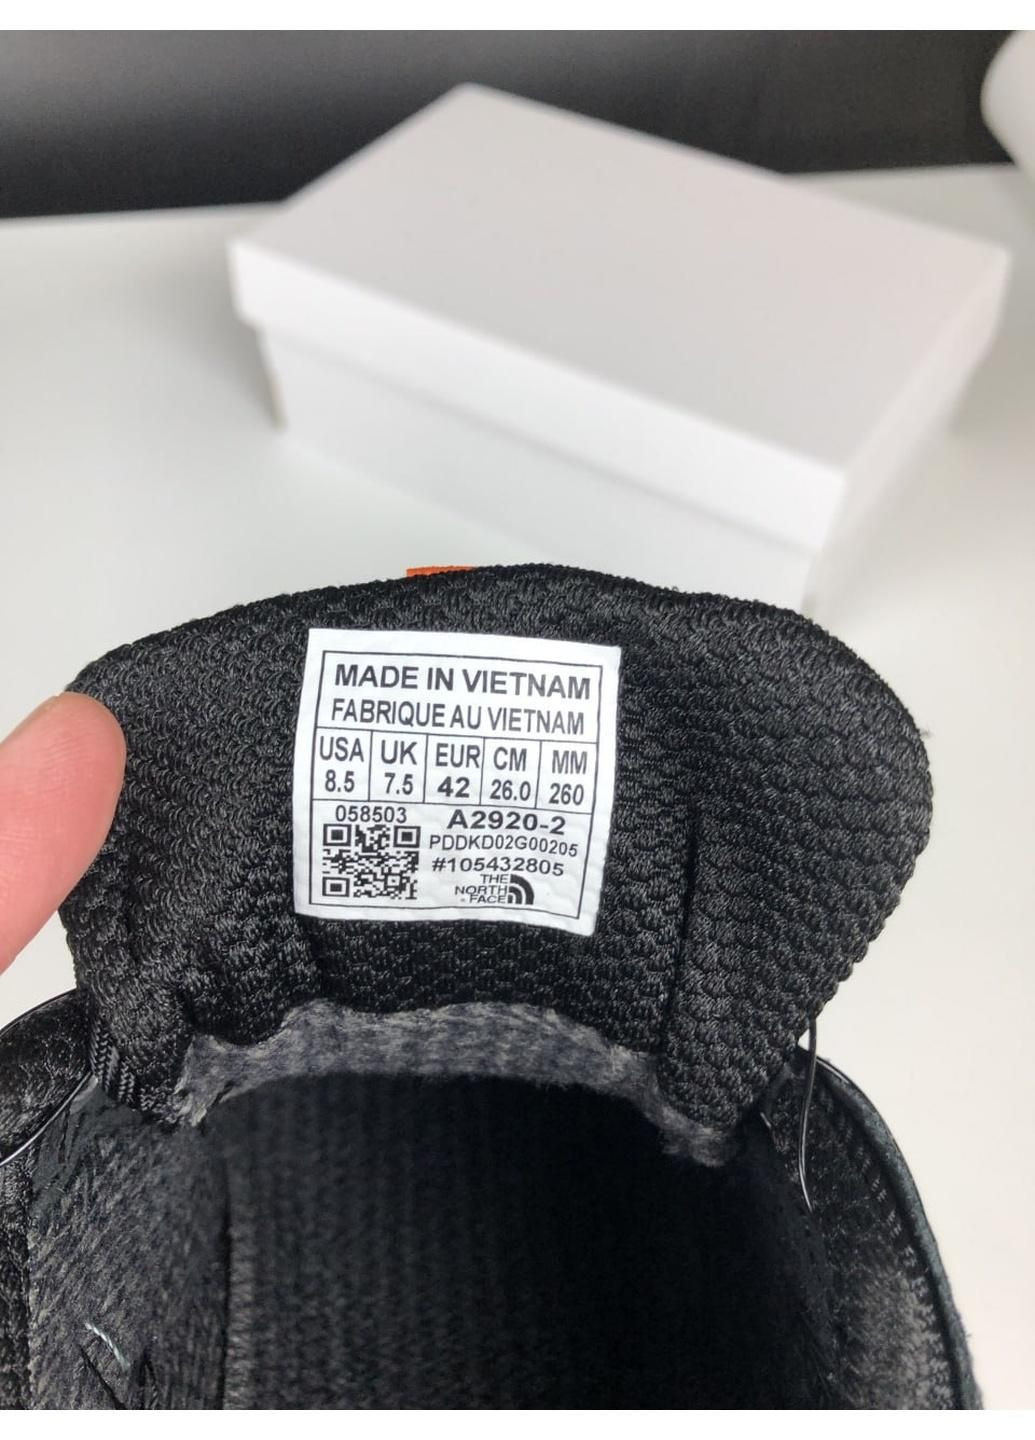 MADE IN VIETNAM
FABRIQUE AU VIETNAM
USA UK EUR CM MM
8.5 7.5 42 26.0 260
058503 A2920-2
PDDKD02G00205
#105432805
THE
NORTH
FACE